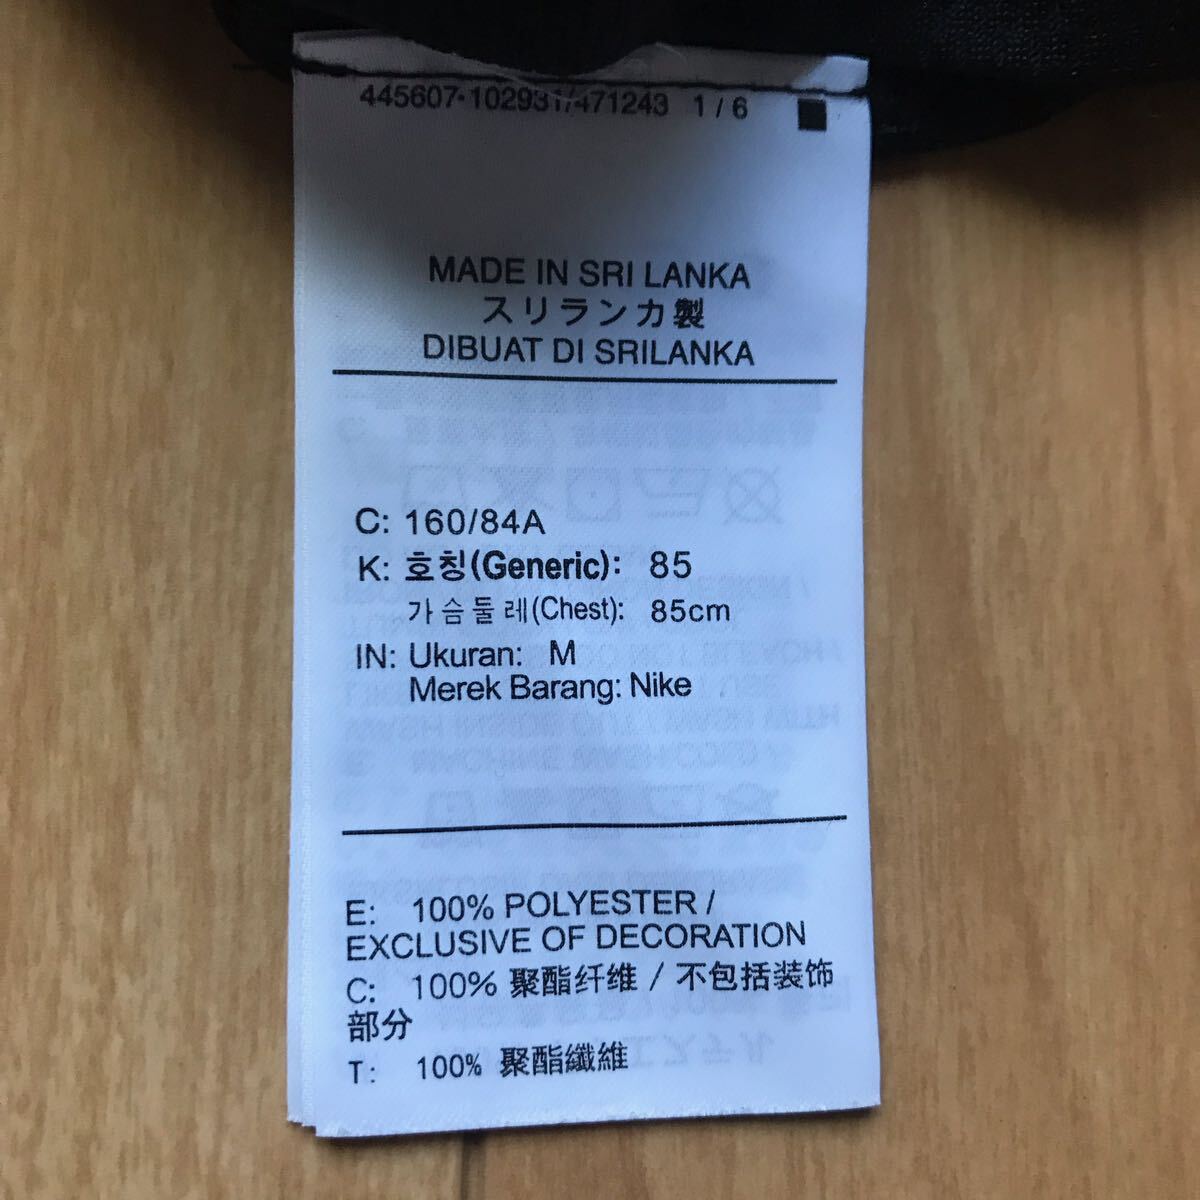 445607-102931/471243 1 / 6
MADE IN SRI LANKA
スリランカ製
DIBUAT DI SRILANKA
C: 160/84A
K: 호칭(Generic): 85
가슴둘레(Chest): 85cm
IN: Ukuran: M
Merek Barang: Nike
E: 100% POLYESTER /
EXCLUSIVE OF DECORATION
C: 100% 聚酯纤维 / 不包括装饰
部分
T: 100% 聚酯纖維